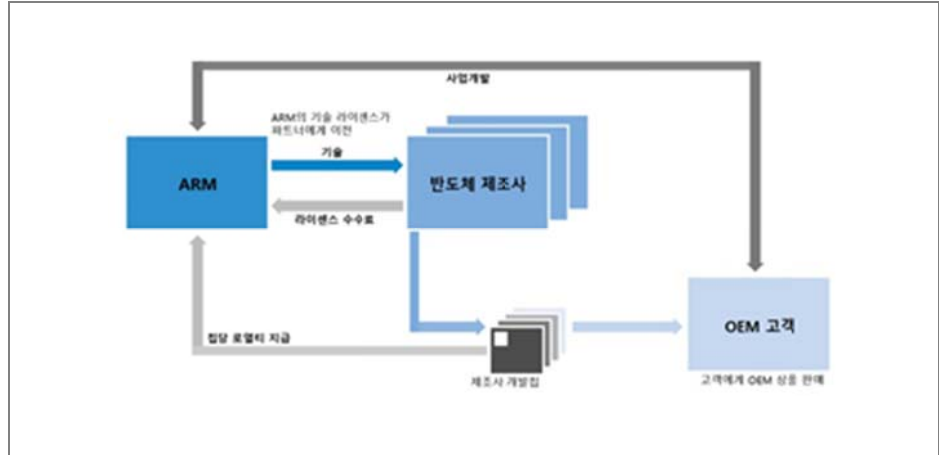 사업개발
ARM의 기술 라이센스가
파트너에게 이전
기술
ARM
반도체 제조사
라이센스 수수료
OEM 고객
칩당 로열티 지급
제조사 개발칩
고객에게 OEM 상품 판매